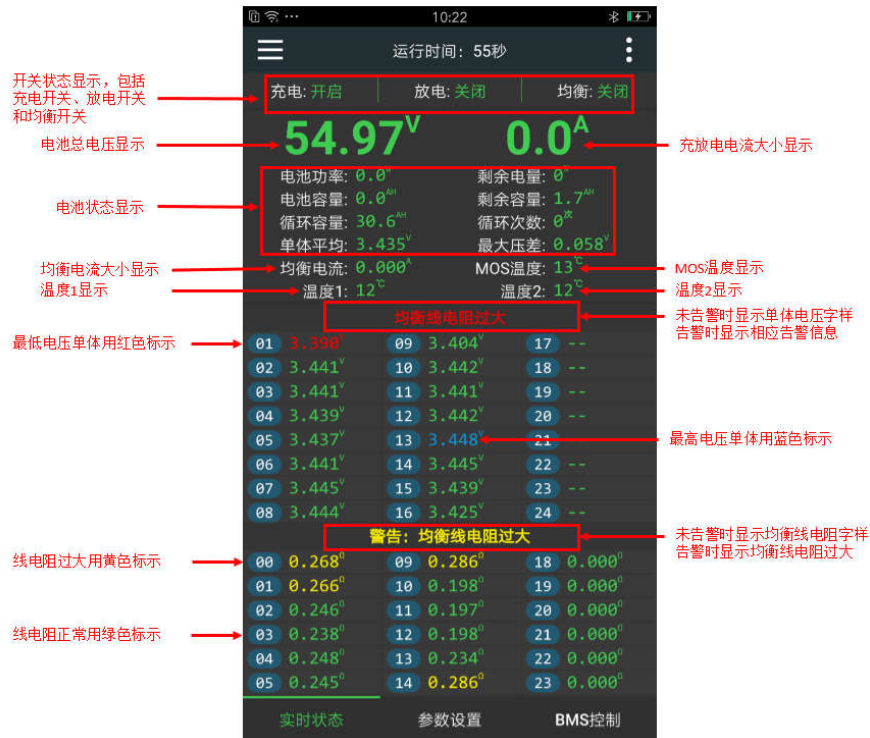 10:22
运行时间: 55秒
开关状态显示，包括
充电开关、放电开关
和均衡开关
充电: 开启 放电: 关闭 均衡: 关闭
电池总电压显示
54.97V 0.0A
充放电电流大小显示
电池状态显示
电池功率: 0.0 剩余电量: 0
电池容量: 0.0AH 剩余容量: 1.7AH
循环容量: 30.6AH 循环次数: 0次
单体平均: 3.435V 最大压差: 0.058V
均衡电流大小显示
均衡电流: 0.000A MOS温度: 13℃
MOS温度显示
温度1显示
温度1: 12℃ 温度2: 12℃
温度2显示
均衡线电阻过大
未告警时显示单体电压字样
告警时显示相应告警信息
最低电压单体用红色标示
01 3.390V 09 3.404V 17 --
02 3.441V 10 3.442V 18 --
03 3.441V 11 3.441V 19 --
04 3.439V 12 3.442V 20 --
05 3.437V 13 3.448V 21
最高电压单体用蓝色标示
06 3.441V 14 3.445V 22 --
07 3.445V 15 3.439V 23 --
08 3.444V 16 3.425V 24 --
警告: 均衡线电阻过大
未告警时显示均衡线电阻字样
告警时显示均衡线电阻过大
线电阻过大用黄色标示
00 0.268Ω 09 0.286Ω 18 0.000Ω
01 0.266Ω 10 0.198Ω 19 0.000Ω
02 0.246Ω 11 0.197Ω 20 0.000Ω
线电阻正常用绿色标示
03 0.238Ω 12 0.198Ω 21 0.000Ω
04 0.248Ω 13 0.234Ω 22 0.000Ω
05 0.245Ω 14 0.286Ω 23 0.000Ω
实时状态 参数设置 BMS控制